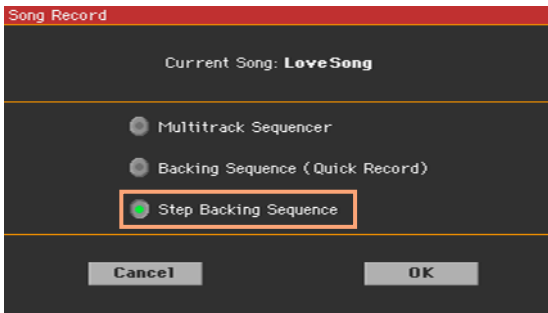 Song Record
Current Song: LoveSong
Multitrack Sequencer
Backing Sequence (Quick Record)
Step Backing Sequence
Cancel OK